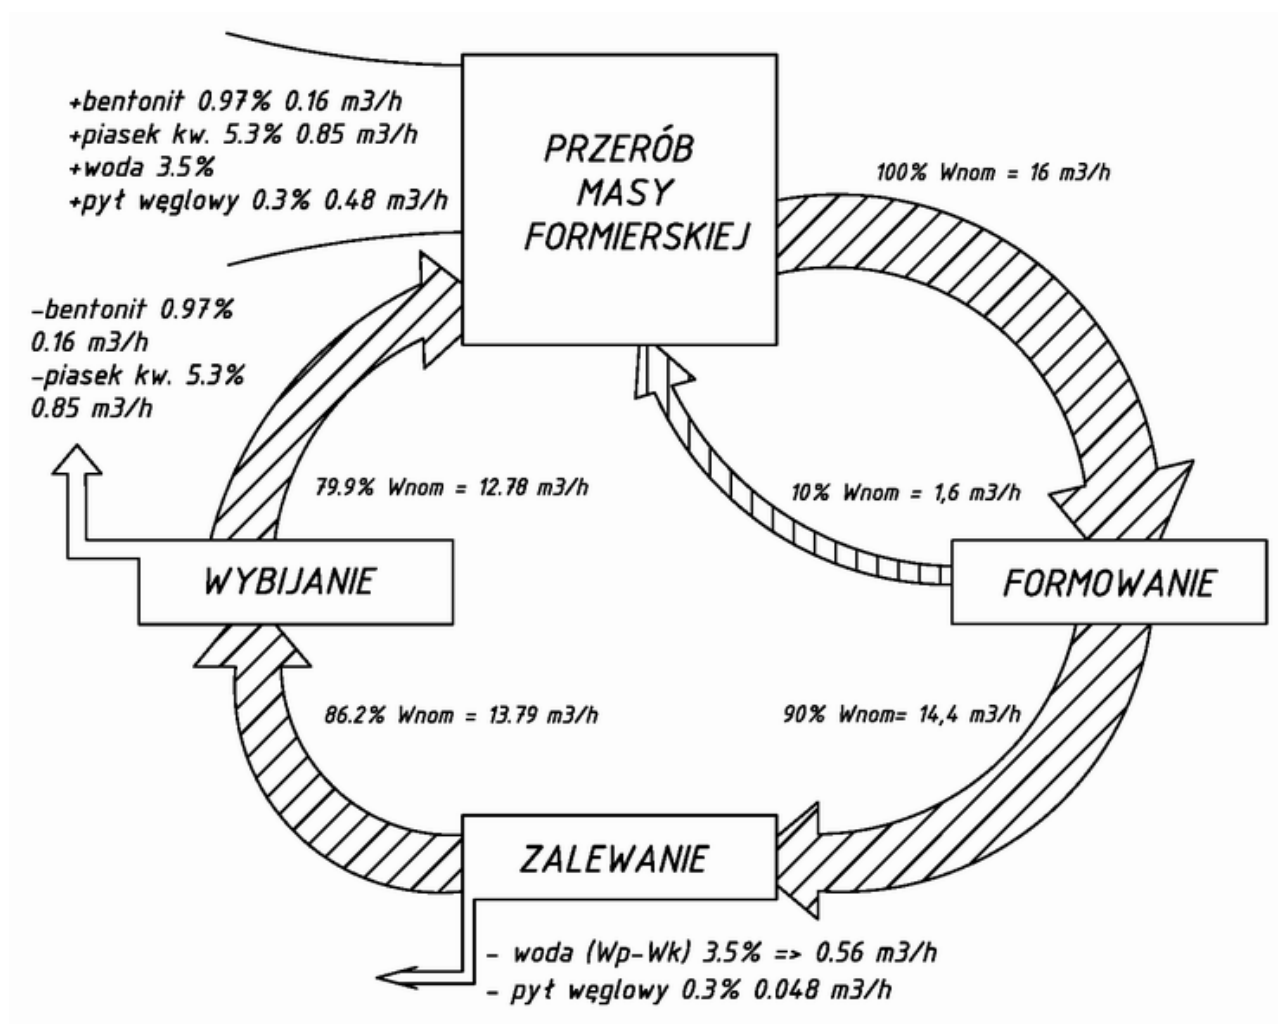 +bentonit 0.97% 0.16 m3/h
+piasek kw. 5.3% 0.85 m3/h
+woda 3.5%
+pył węglowy 0.3% 0.48 m3/h
PRZERÓB
MASY
FORMIERSKIEJ
100% Wnom = 16 m3/h
-bentonit 0.97%
0.16 m3/h
-piasek kw. 5.3%
0.85 m3/h
79.9% Wnom = 12.78 m3/h
10% Wnom = 1,6 m3/h
WYBIJANIE
FORMOWANIE
86.2% Wnom = 13.79 m3/h
90% Wnom= 14,4 m3/h
ZALEWANIE
- woda (Wp-Wk) 3.5% => 0.56 m3/h
- pył węglowy 0.3% 0.048 m3/h